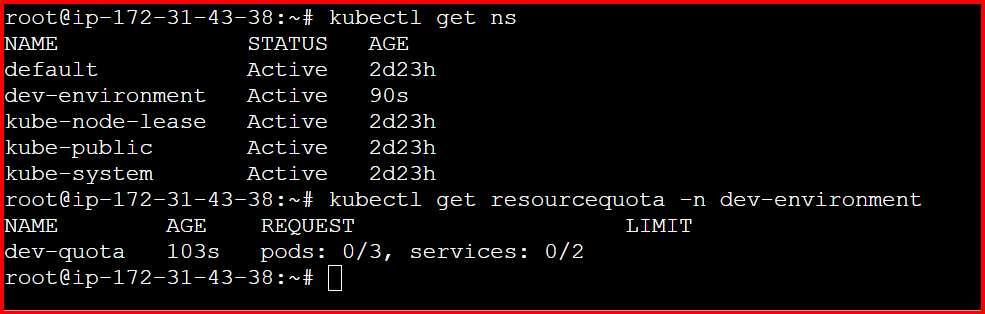 root@ip-172-31-43-38:~# kubectl get ns
NAME              STATUS   AGE
default           Active   2d23h
dev-environment   Active   90s
kube-node-lease   Active   2d23h
kube-public       Active   2d23h
kube-system       Active   2d23h
root@ip-172-31-43-38:~# kubectl get resourcequota -n dev-environment
NAME        AGE    REQUEST                    LIMIT
dev-quota   103s   pods: 0/3, services: 0/2
root@ip-172-31-43-38:~#